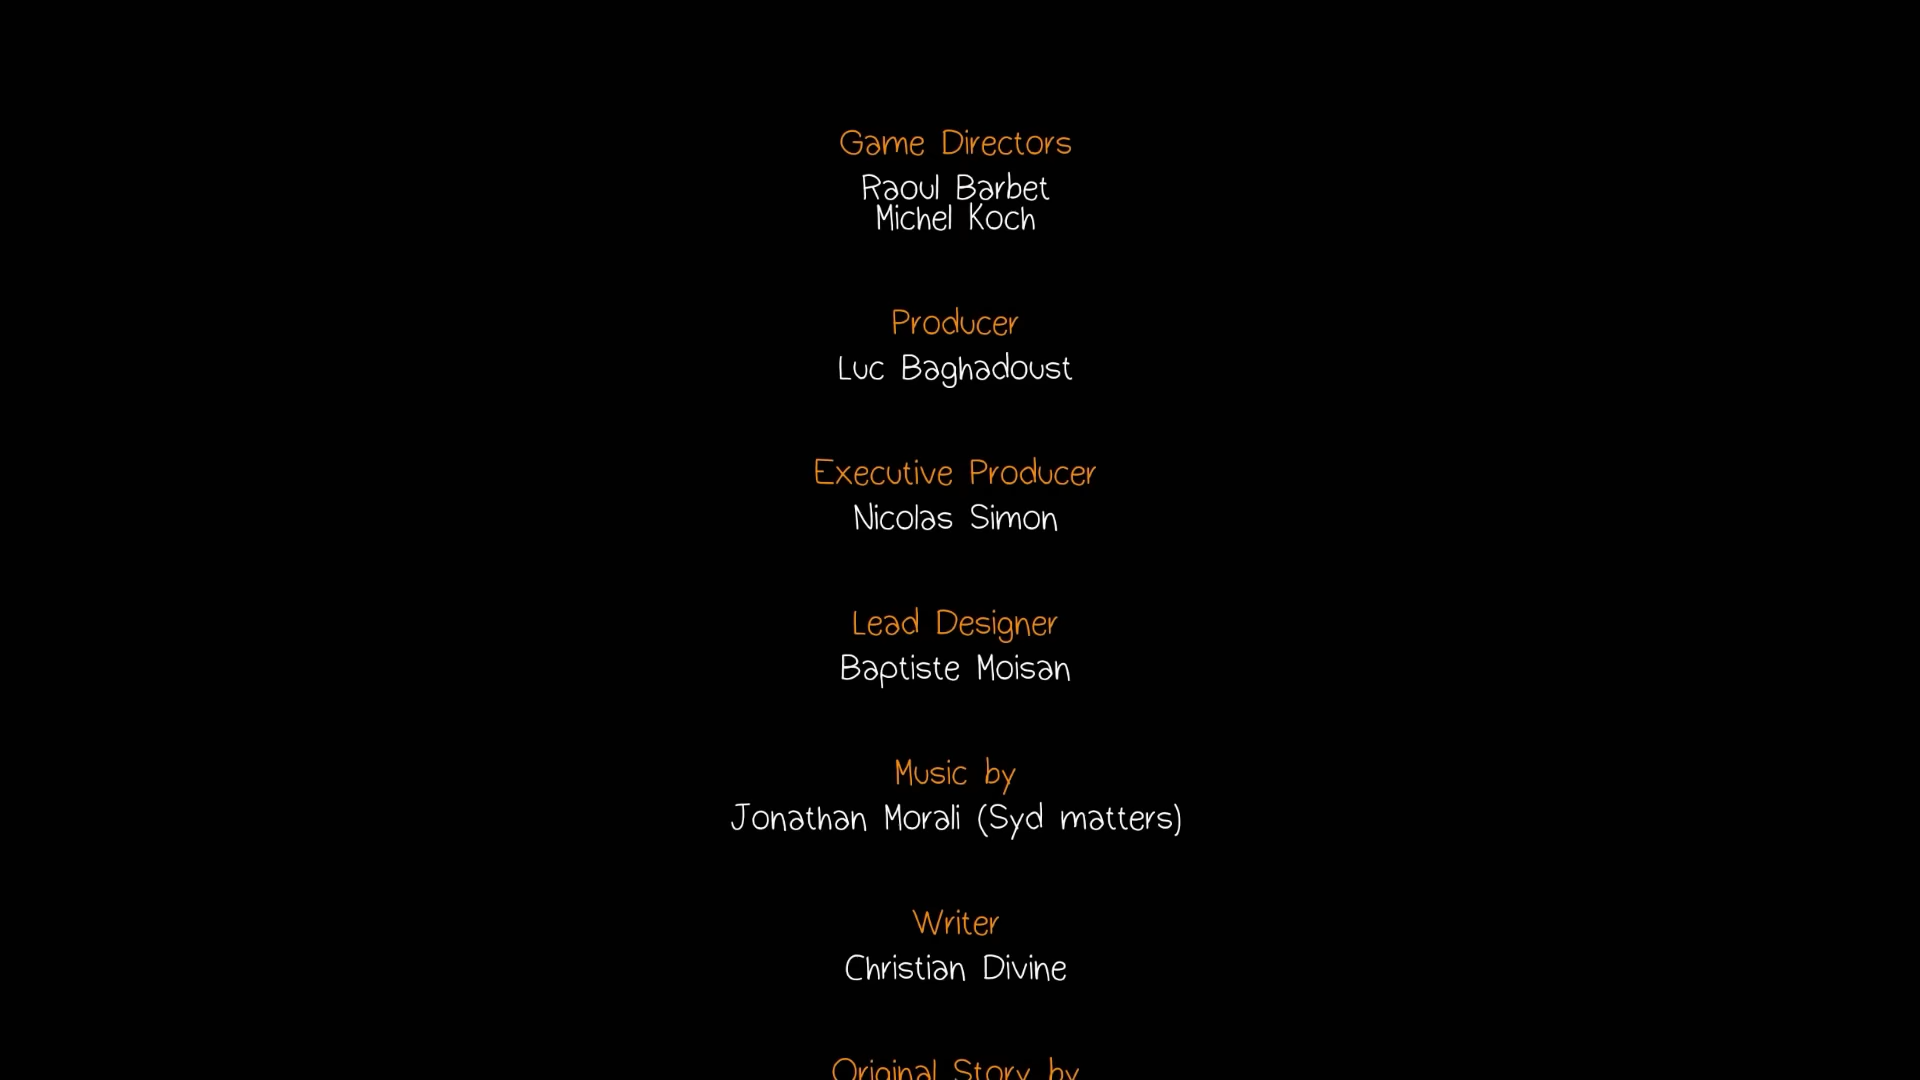 Game Directors
Raoul Barbet
Michel Koch
Producer
Luc Baghadoust
Executive Producer
Nicolas Simon
Lead Designer
Baptiste Moisan
Music by
Jonathan Morali (Syd matters)
Writer
Christian Divine
Original Story by